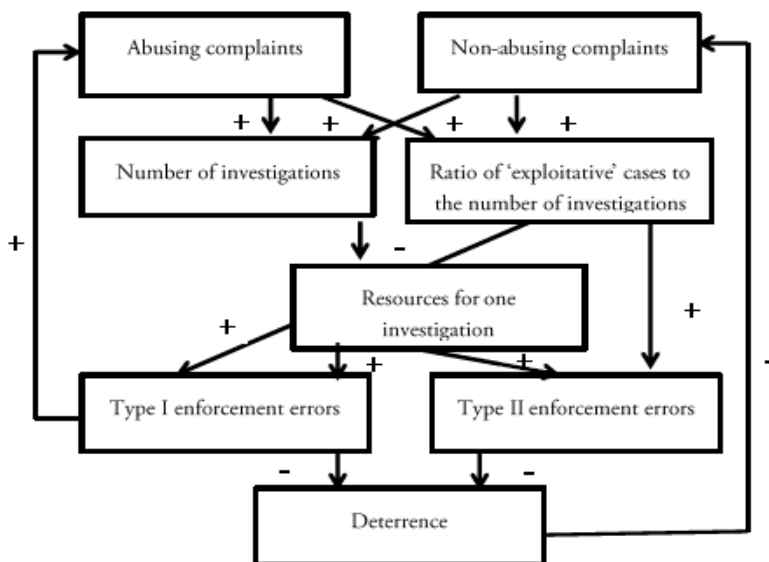 Abusing complaints
Non-abusing complaints
+ + + +
Number of investigations
Ratio of ‘exploitative’ cases to
the number of investigations
+
-
Resources for one
investigation
+
+
-
+
+
Type I enforcement errors
Type II enforcement errors
-
-
Deterrence